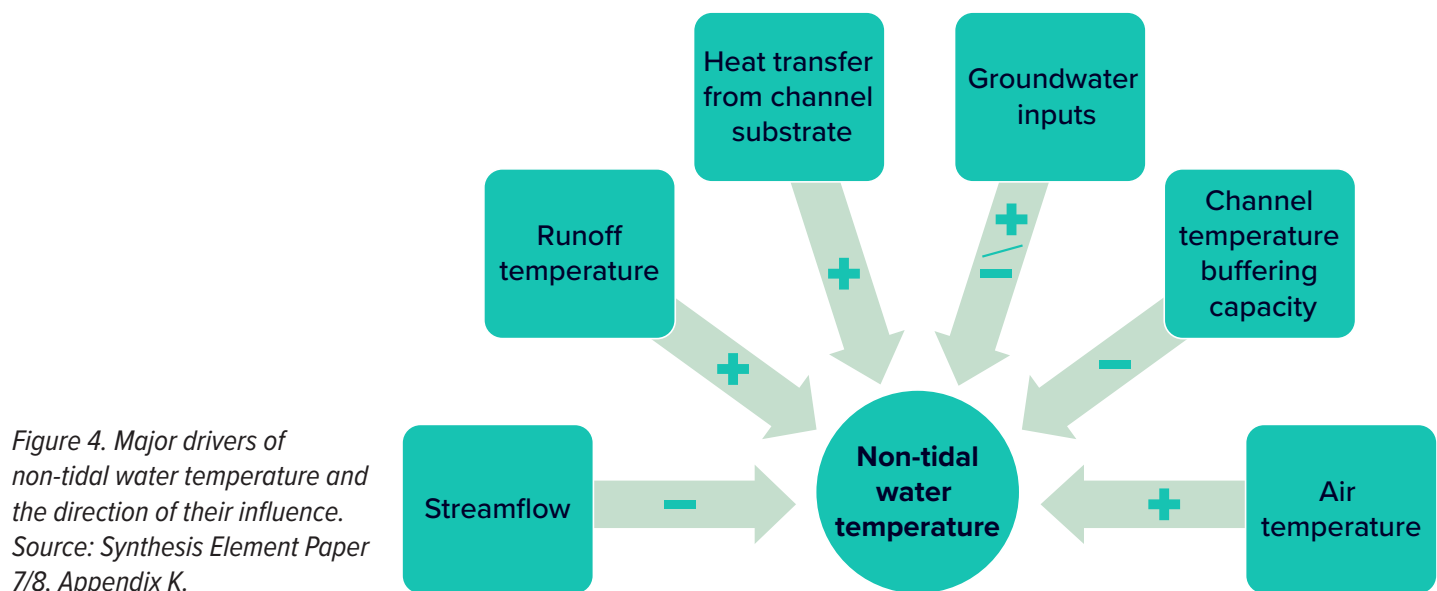 Heat transfer
from channel
substrate
Groundwater
inputs
Runoff
temperature
Channel
temperature
buffering
capacity
+
+
/
−
+
−
Streamflow
−
Non-tidal
water
temperature
+
Air
temperature
Figure 4. Major drivers of
non-tidal water temperature and
the direction of their influence.
Source: Synthesis Element Paper
7/8. Appendix K.